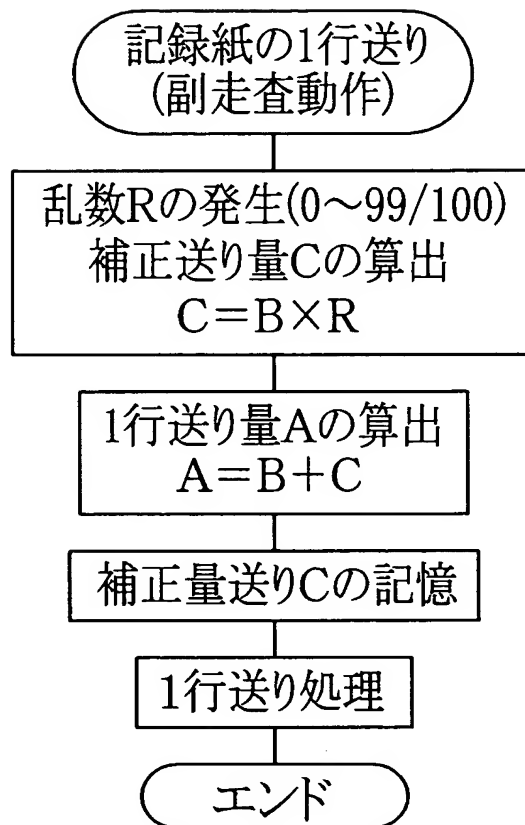 記録紙の1行送り
(副走査動作)
乱数Rの発生(0～99/100)
補正送り量Cの算出
C＝B×R
1行送り量Aの算出
A＝B＋C
補正量送りCの記憶
1行送り処理
エンド